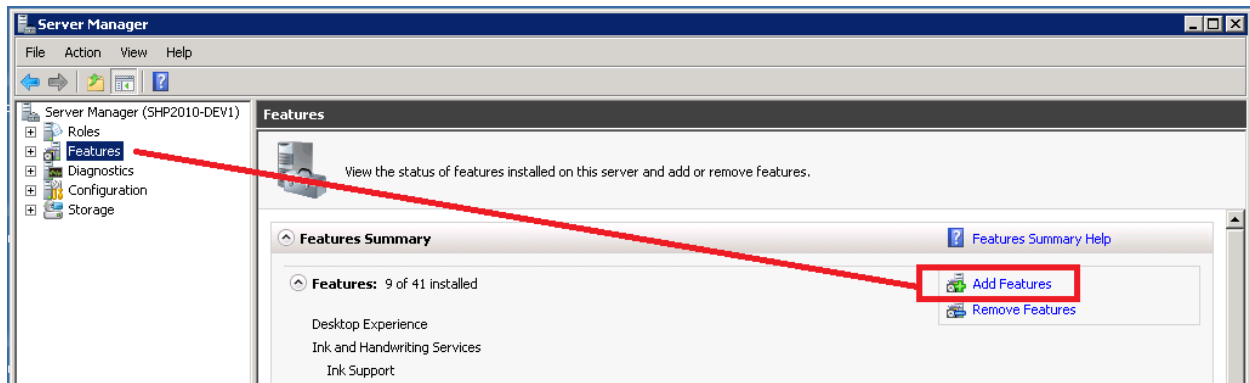 Server Manager
File Action View Help
Server Manager (SHP2010-DEV1)
Roles
Features
Diagnostics
Configuration
Storage
Features
View the status of features installed on this server and add or remove features.
Features Summary
Features Summary Help
Features: 9 of 41 installed
Add Features
Remove Features
Desktop Experience
Ink and Handwriting Services
Ink Support